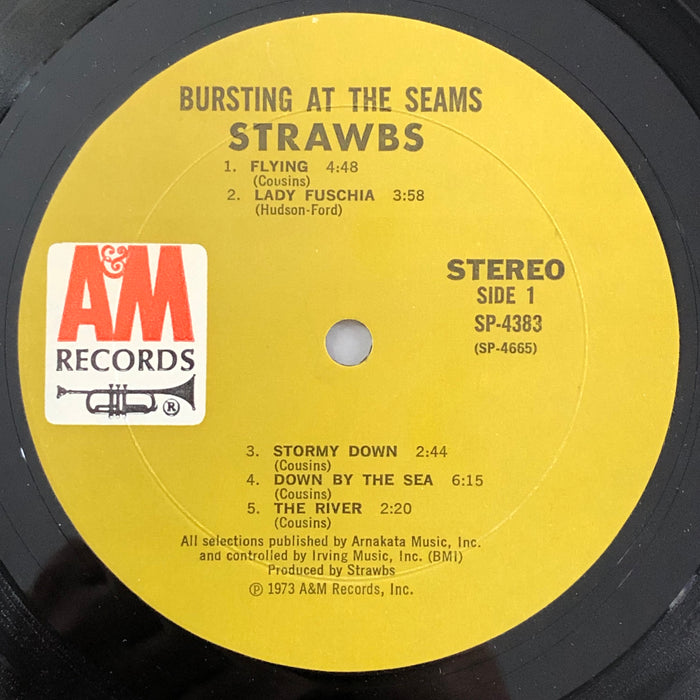 BURSTING AT THE SEAMS
STRAWBS
1. FLYING 4:48
(Cousins)
2. LADY FUSCHIA 3:58
(Hudson-Ford)
A&M
RECORDS
®
STEREO
SIDE 1
SP-4383
(SP-4665)
3. STORMY DOWN 2:44
(Cousins)
4. DOWN BY THE SEA 6:15
(Cousins)
5. THE RIVER 2:20
(Cousins)
All selections published by Arnakata Music, Inc.
and controlled by Irving Music, Inc. (BMI)
Produced by Strawbs
℗ 1973 A&M Records, Inc.